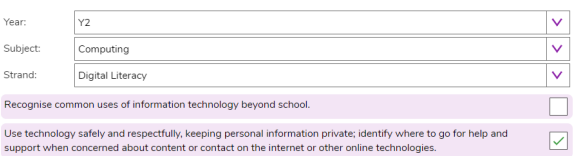 Year: Y2
Subject: Computing
Strand: Digital Literacy
Recognise common uses of information technology beyond school.
Use technology safely and respectfully, keeping personal information private; identify where to go for help and
support when concerned about content or contact on the internet or other online technologies.